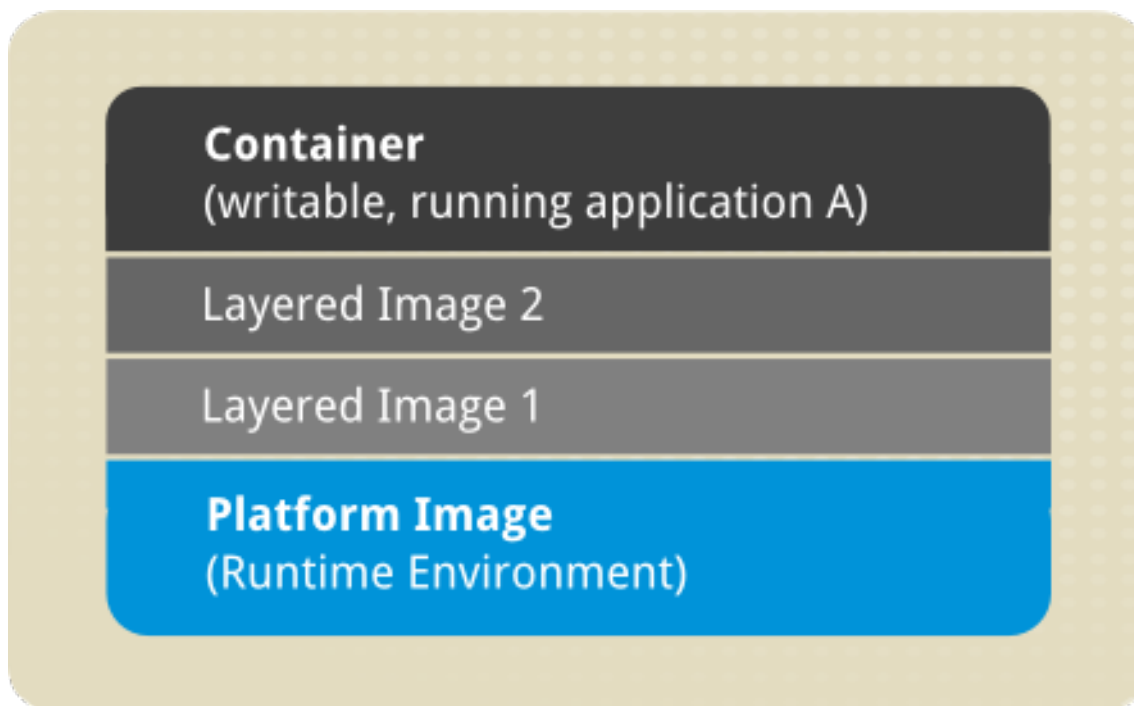 Container
(writable, running application A)
Layered Image 2
Layered Image 1
Platform Image
(Runtime Environment)